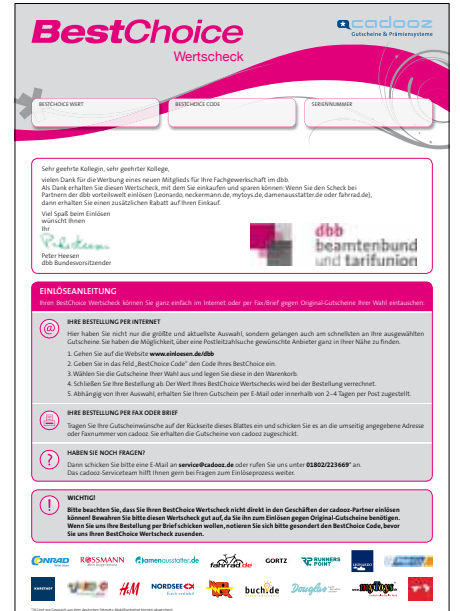 BestChoice
Wertscheck
cadooz
Gutscheine & Prämiensysteme
BESTCHOICE WERT
BESTCHOICE CODE
SERIENNUMMER
Sehr geehrte Kollegin, sehr geehrter Kollege,
vielen Dank für die Werbung eines neuen Mitglieds für Ihre Fachgewerkschaft im dbb.
Als Dank erhalten Sie diesen Wertscheck, mit dem Sie einkaufen und sparen können: Wenn Sie den Scheck bei
Partnern der dbb vorteilswelt einlösen (Leonardo, neckermann.de, mytoys.de, damenausstatter.de oder fahrrad.de),
dann erhalten Sie einen zusätzlichen Rabatt auf Ihren Einkauf.
Viel Spaß beim Einlösen
wünscht Ihnen
Ihr
Peter Heesen
dbb Bundesvorsitzender
dbb
beamtenbund
und tarifunion
EINLÖSEANLEITUNG
Ihren BestChoice Wertscheck können Sie ganz einfach im Internet oder per Fax/Brief gegen Original-Gutscheine Ihrer Wahl eintauschen.
@
IHRE BESTELLUNG PER INTERNET
Hier haben Sie nicht nur die größte und aktuellste Auswahl, sondern gelangen auch am schnellsten an Ihre ausgewählten
Gutscheine. Sie haben die Möglichkeit, über eine Postleitzahlsuche gewünschte Anbieter ganz in Ihrer Nähe zu finden.
1. Gehen Sie auf die Website www.einloesen.de/dbb
2. Geben Sie in das Feld „BestChoice Code“ den Code Ihres BestChoice ein.
3. Wählen Sie die Gutscheine Ihrer Wahl aus und legen Sie diese in den Warenkorb.
4. Schließen Sie Ihre Bestellung ab. Der Wert Ihres BestChoice Wertschecks wird bei der Bestellung verrechnet.
5. Abhängig von Ihrer Auswahl, erhalten Sie Ihren Gutschein per E-Mail oder innerhalb von 2–4 Tagen per Post zugestellt.
IHRE BESTELLUNG PER FAX ODER BRIEF
Tragen Sie Ihre Gutscheinwünsche auf der Rückseite dieses Blattes ein und schicken Sie es an die umseitig angegebene Adresse
oder Faxnummer von cadooz. Sie erhalten die Gutscheine von cadooz zugeschickt.
?
HABEN SIE NOCH FRAGEN?
Dann schicken Sie bitte eine E-Mail an service@cadooz.de oder rufen Sie uns unter 01802/223669* an.
Das cadooz-Serviceteam hilft Ihnen gern bei Fragen zum Einlöseprozess weiter.
!
WICHTIG!
Bitte beachten Sie, dass Sie Ihren BestChoice Wertscheck nicht direkt in den Geschäften der cadooz-Partner einlösen
können! Bewahren Sie bitte diesen Wertscheck gut auf, da Sie ihn zum Einlösen gegen Original-Gutscheine benötigen.
Wenn Sie uns Ihre Bestellung per Brief schicken wollen, notieren Sie sich bitte gesondert den BestChoice Code, bevor
Sie uns Ihren BestChoice Wertscheck zusenden.
CONRAD ROSSMANN damenausstatter.de fahrrad.de GÖRTZ RUNNERS POINT LEONARDO
KARSTADT H&M NORDSEE buch.de Douglas myToys